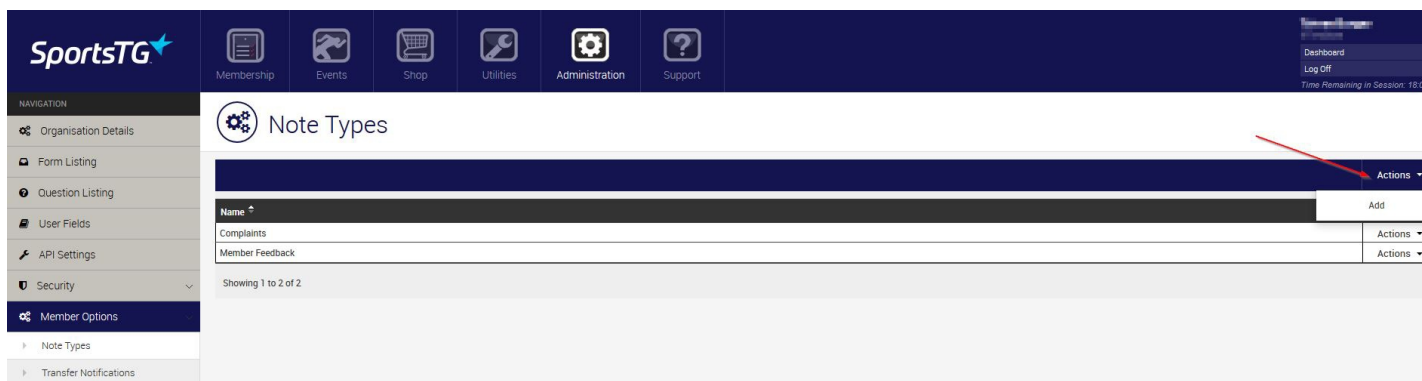 SportsTG
Membership
Events
Shop
Utilities
Administration
Support
Dashboard
Log Off
Time Remaining in Session: 18:
NAVIGATION
Organisation Details
Form Listing
Question Listing
User Fields
API Settings
Security
Member Options
Note Types
Transfer Notifications
Note Types
Actions
Add
Name
Complaints
Actions
Member Feedback
Actions
Showing 1 to 2 of 2